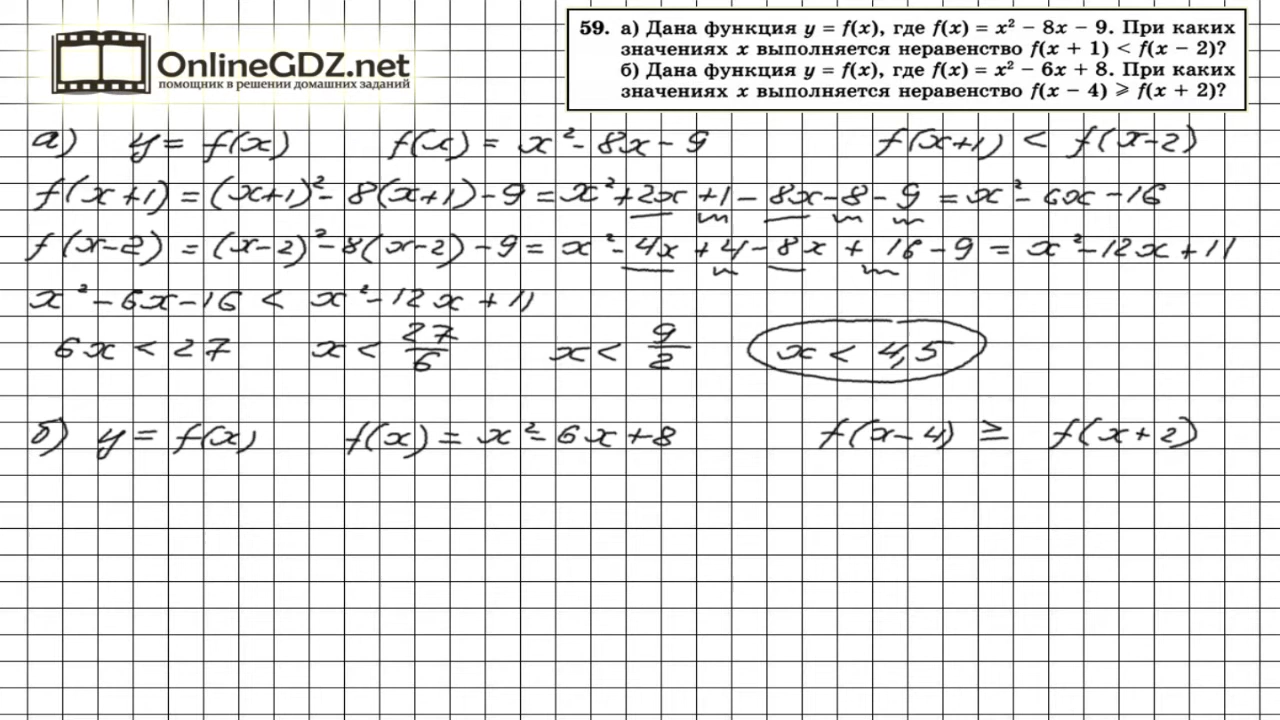 OnlineGDZ.net
помощник в решении домашних заданий
59. а) Дана функция y = f(x), где f(x) = x² − 8x − 9. При каких
значениях x выполняется неравенство f(x + 1) < f(x − 2)?
б) Дана функция y = f(x), где f(x) = x² − 6x + 8. При каких
значениях x выполняется неравенство f(x − 4) ⩾ f(x + 2)?
а) y = f(x) f(x) = x² − 8x − 9 f(x+1) < f(x−2)
f(x+1) = (x+1)² − 8(x+1) − 9 = x² + 2x + 1 − 8x − 8 − 9 = x² − 6x − 16
f(x−2) = (x−2)² − 8(x−2) − 9 = x² − 4x + 4 − 8x + 16 − 9 = x² − 12x + 11
x² − 6x − 16 < x² − 12x + 11
6x < 27 x < 27/6 x < 9/2 x < 4,5
б) y = f(x) f(x) = x² − 6x + 8 f(x−4) ≥ f(x+2)